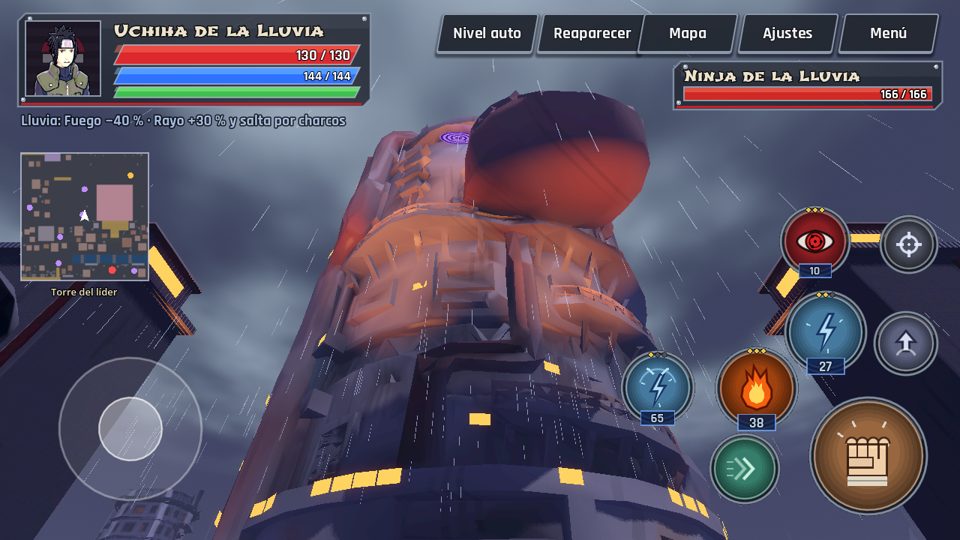 Uchiha de la Lluvia
130 / 130
144 / 144
Lluvia: Fuego −40 % · Rayo +30 % y salta por charcos
Nivel auto
Reaparecer
Mapa
Ajustes
Menú
Ninja de la Lluvia
166 / 166
Torre del líder
10
27
65
38